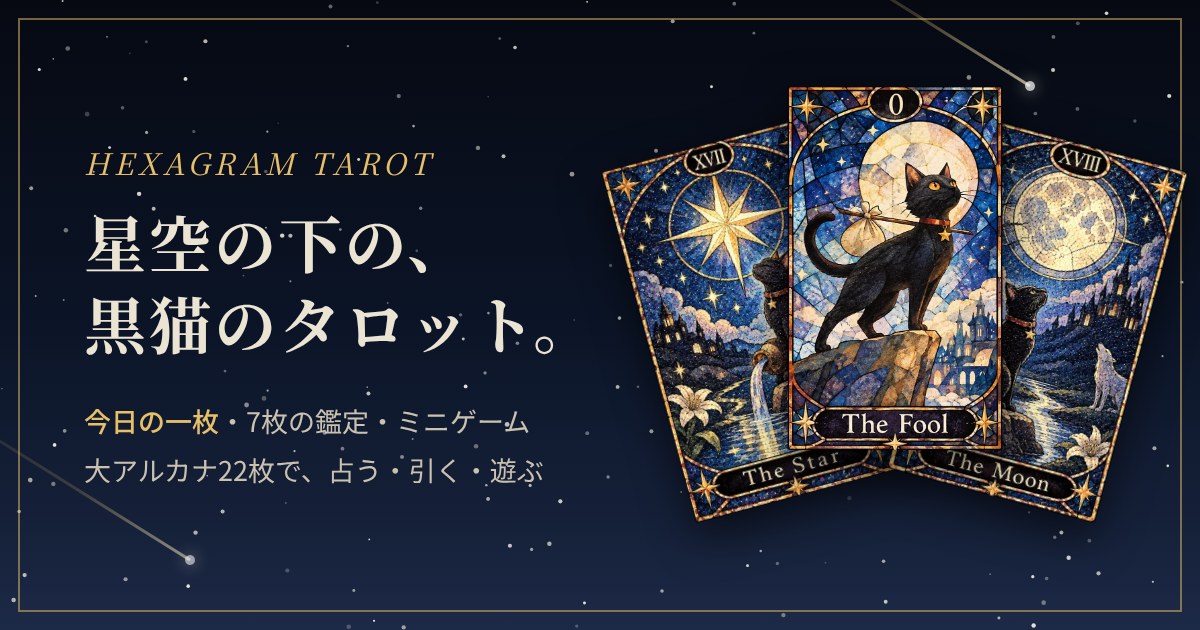 HEXAGRAM TAROT
星空の下の、
黒猫のタロット。
今日の一枚・7枚の鑑定・ミニゲーム
大アルカナ22枚で、占う・引く・遊ぶ
XVII
The Star
0
The Fool
XVIII
The Moon